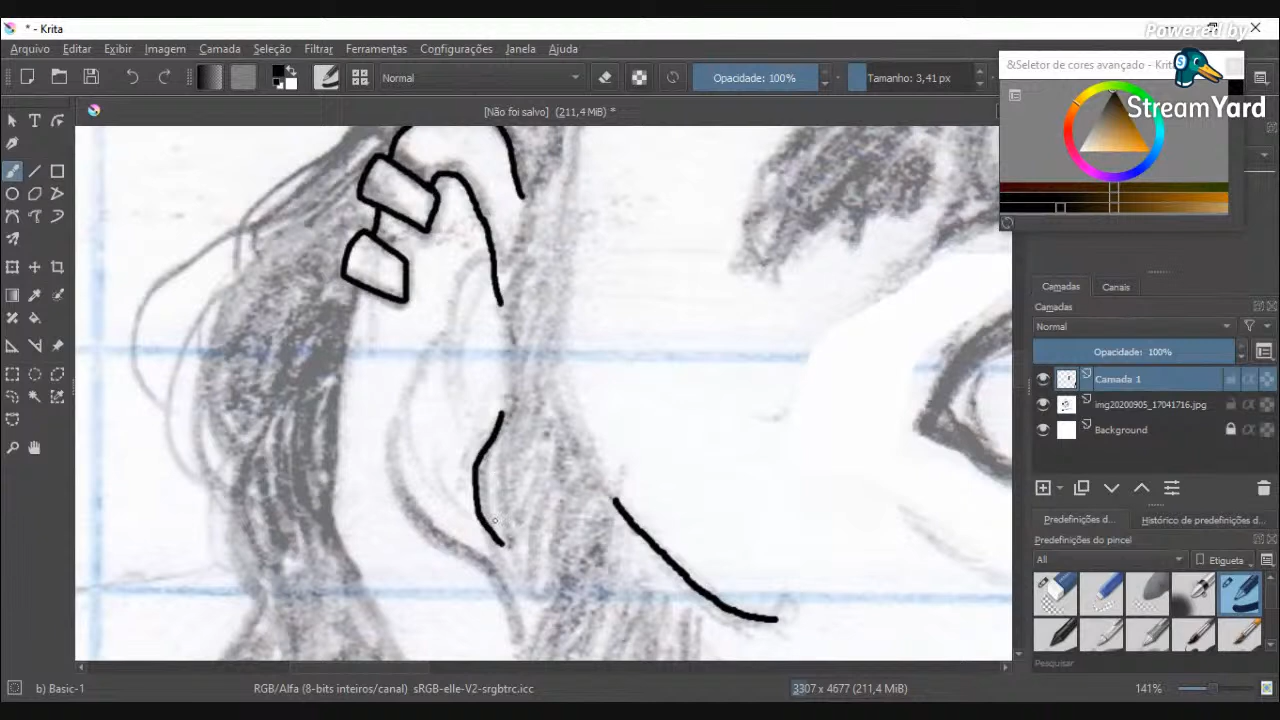 * - Krita
Powered by
Arquivo Editar Exibir Imagem Camada Seleção Filtrar Ferramentas Configurações Janela Ajuda
&Seletor de cores avançado - Krita
Normal
Opacidade: 100%
Tamanho: 3,41 px
StreamYard
[Não foi salvo] (211,4 MiB) *
Camadas Canais
Camadas
Normal
Opacidade: 100%
Camada 1
img20200905_17041716.jpg
Background
Predefinições d... Histórico de predefinições d...
Predefinições do pincel
All
Etiqueta
Pesquisar
b) Basic-1
RGB/Alfa (8-bits inteiros/canal) sRGB-elle-V2-srgbtrc.icc
3307 x 4677 (211,4 MiB)
141%